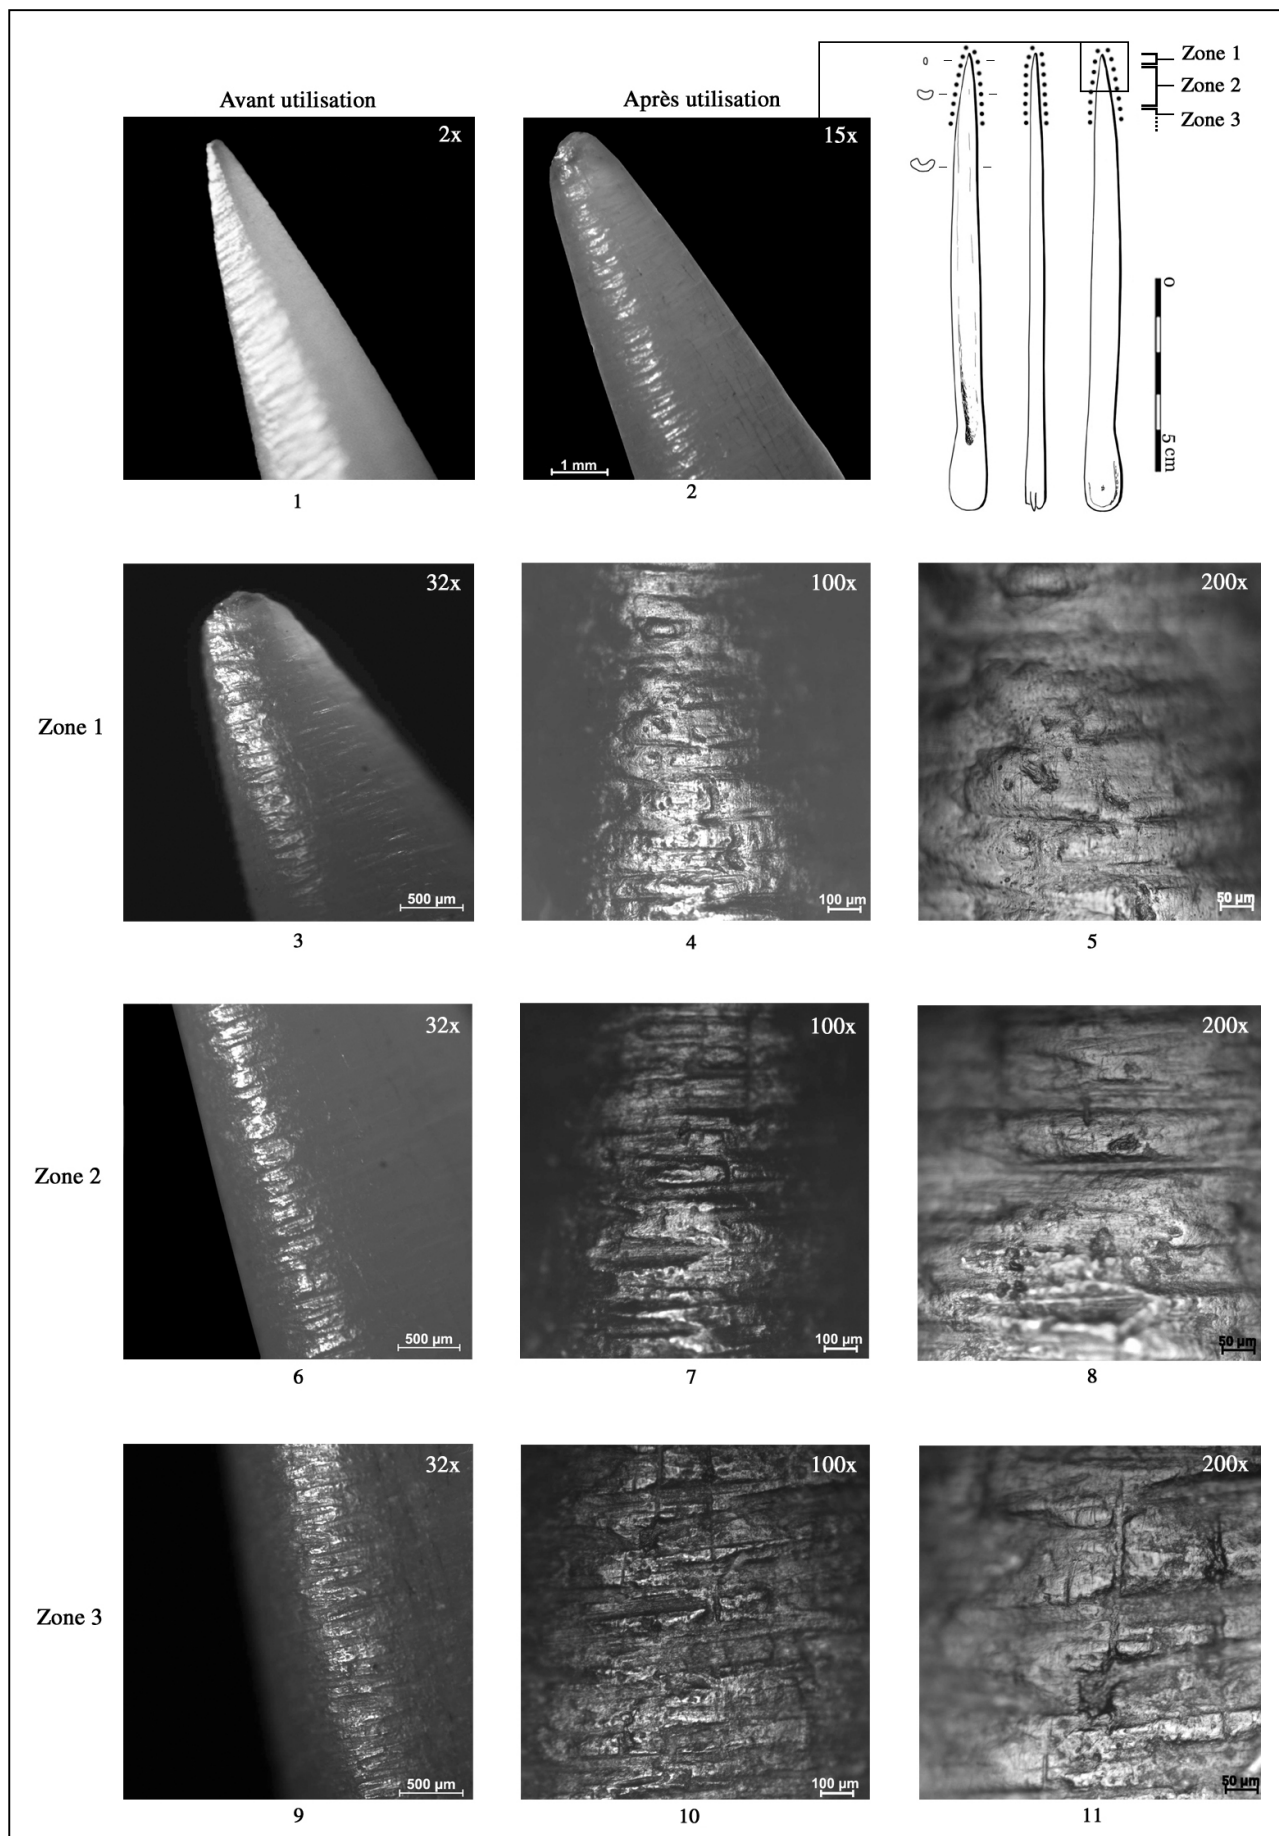 Avant utilisation
2x
1
Après utilisation
15x
1 mm
2
Zone 1
Zone 2
Zone 3
0
5 cm
Zone 1
32x
500 µm
3
100x
100 µm
4
200x
50 µm
5
Zone 2
32x
500 µm
6
100x
100 µm
7
200x
50 µm
8
Zone 3
32x
500 µm
9
100x
100 µm
10
200x
50 µm
11